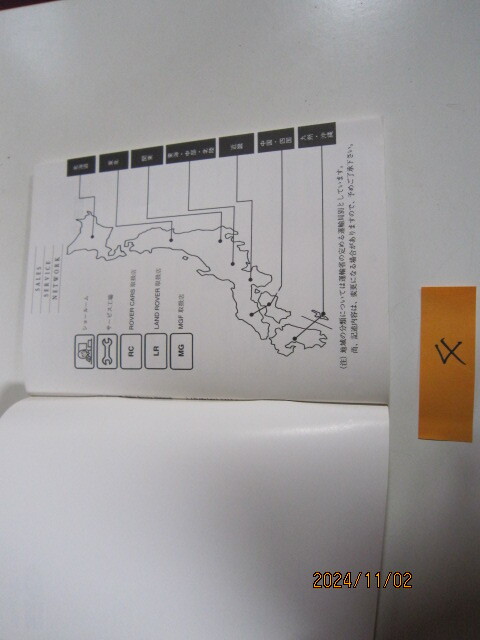 SALES
SERVICE
NETWORK
ショールーム
サービス工場
RC ROVER CARS 取扱店
LR LAND ROVER 取扱店
MG MGF 取扱店
北海道
東北
関東
東海・中部・北陸
近畿
中国・四国
九州・沖縄
(注) 地域の分類については運輸省の定める運輸局別としています。
尚、記述内容は、変更になる場合がありますので、予めご了承下さい。
2024/11/02